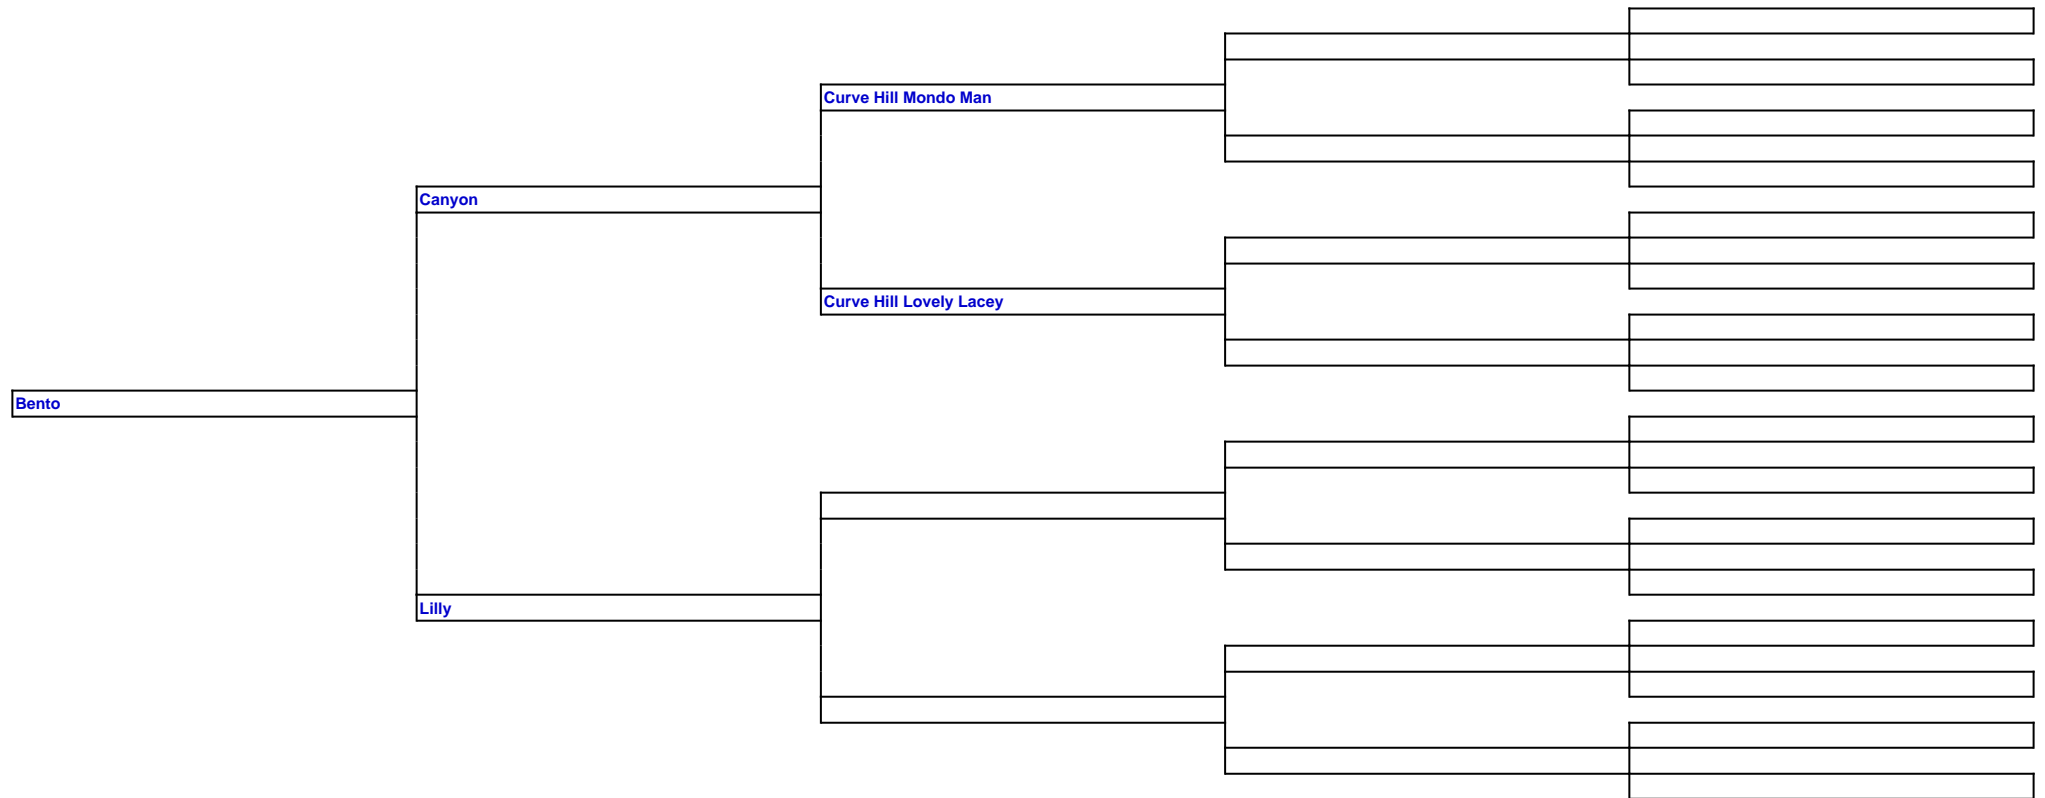 Curve Hill Mondo Man
Canyon
Curve Hill Lovely Lacey
Bento
Lilly